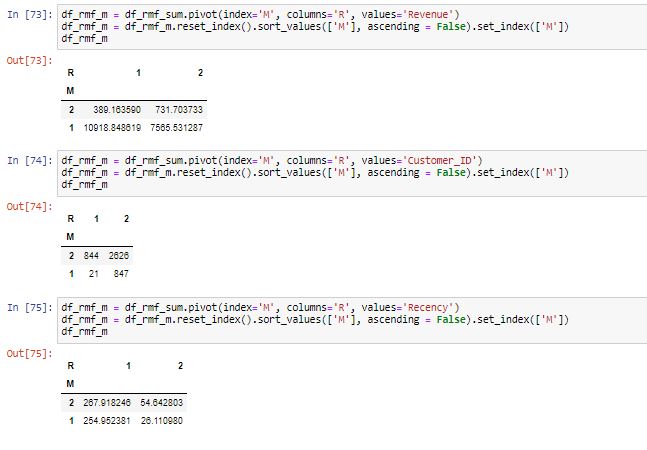 In [73]: df_rmf_m = df_rmf_sum.pivot(index='M', columns='R', values='Revenue')
df_rmf_m = df_rmf_m.reset_index().sort_values(['M'], ascending = False).set_index(['M'])
df_rmf_m
Out[73]:
R 1 2
M
2 389.163590 731.703733
1 10918.848619 7565.531287
In [74]: df_rmf_m = df_rmf_sum.pivot(index='M', columns='R', values='Customer_ID')
df_rmf_m = df_rmf_m.reset_index().sort_values(['M'], ascending = False).set_index(['M'])
df_rmf_m
Out[74]:
R 1 2
M
2 844 2626
1 21 847
In [75]: df_rmf_m = df_rmf_sum.pivot(index='M', columns='R', values='Recency')
df_rmf_m = df_rmf_m.reset_index().sort_values(['M'], ascending = False).set_index(['M'])
df_rmf_m
Out[75]:
R 1 2
M
2 267.918246 54.642803
1 254.952381 26.110980